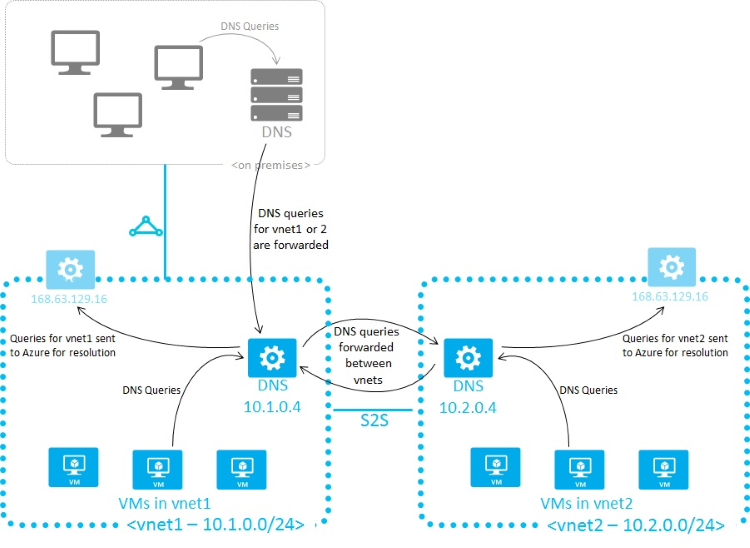 DNS Queries
DNS
<on premises>
DNS queries
for vnet1 or 2
are forwarded
168.63.129.16
168.63.129.16
Queries for vnet1 sent
to Azure for resolution
DNS queries
forwarded
between
vnets
Queries for vnet2 sent
to Azure for resolution
DNS
10.1.0.4
DNS
10.2.0.4
DNS Queries
DNS Queries
S2S
VM
VM
VM
VM
VM
VM
VMs in vnet1
<vnet1 – 10.1.0.0/24>
VMs in vnet2
<vnet2 – 10.2.0.0/24>